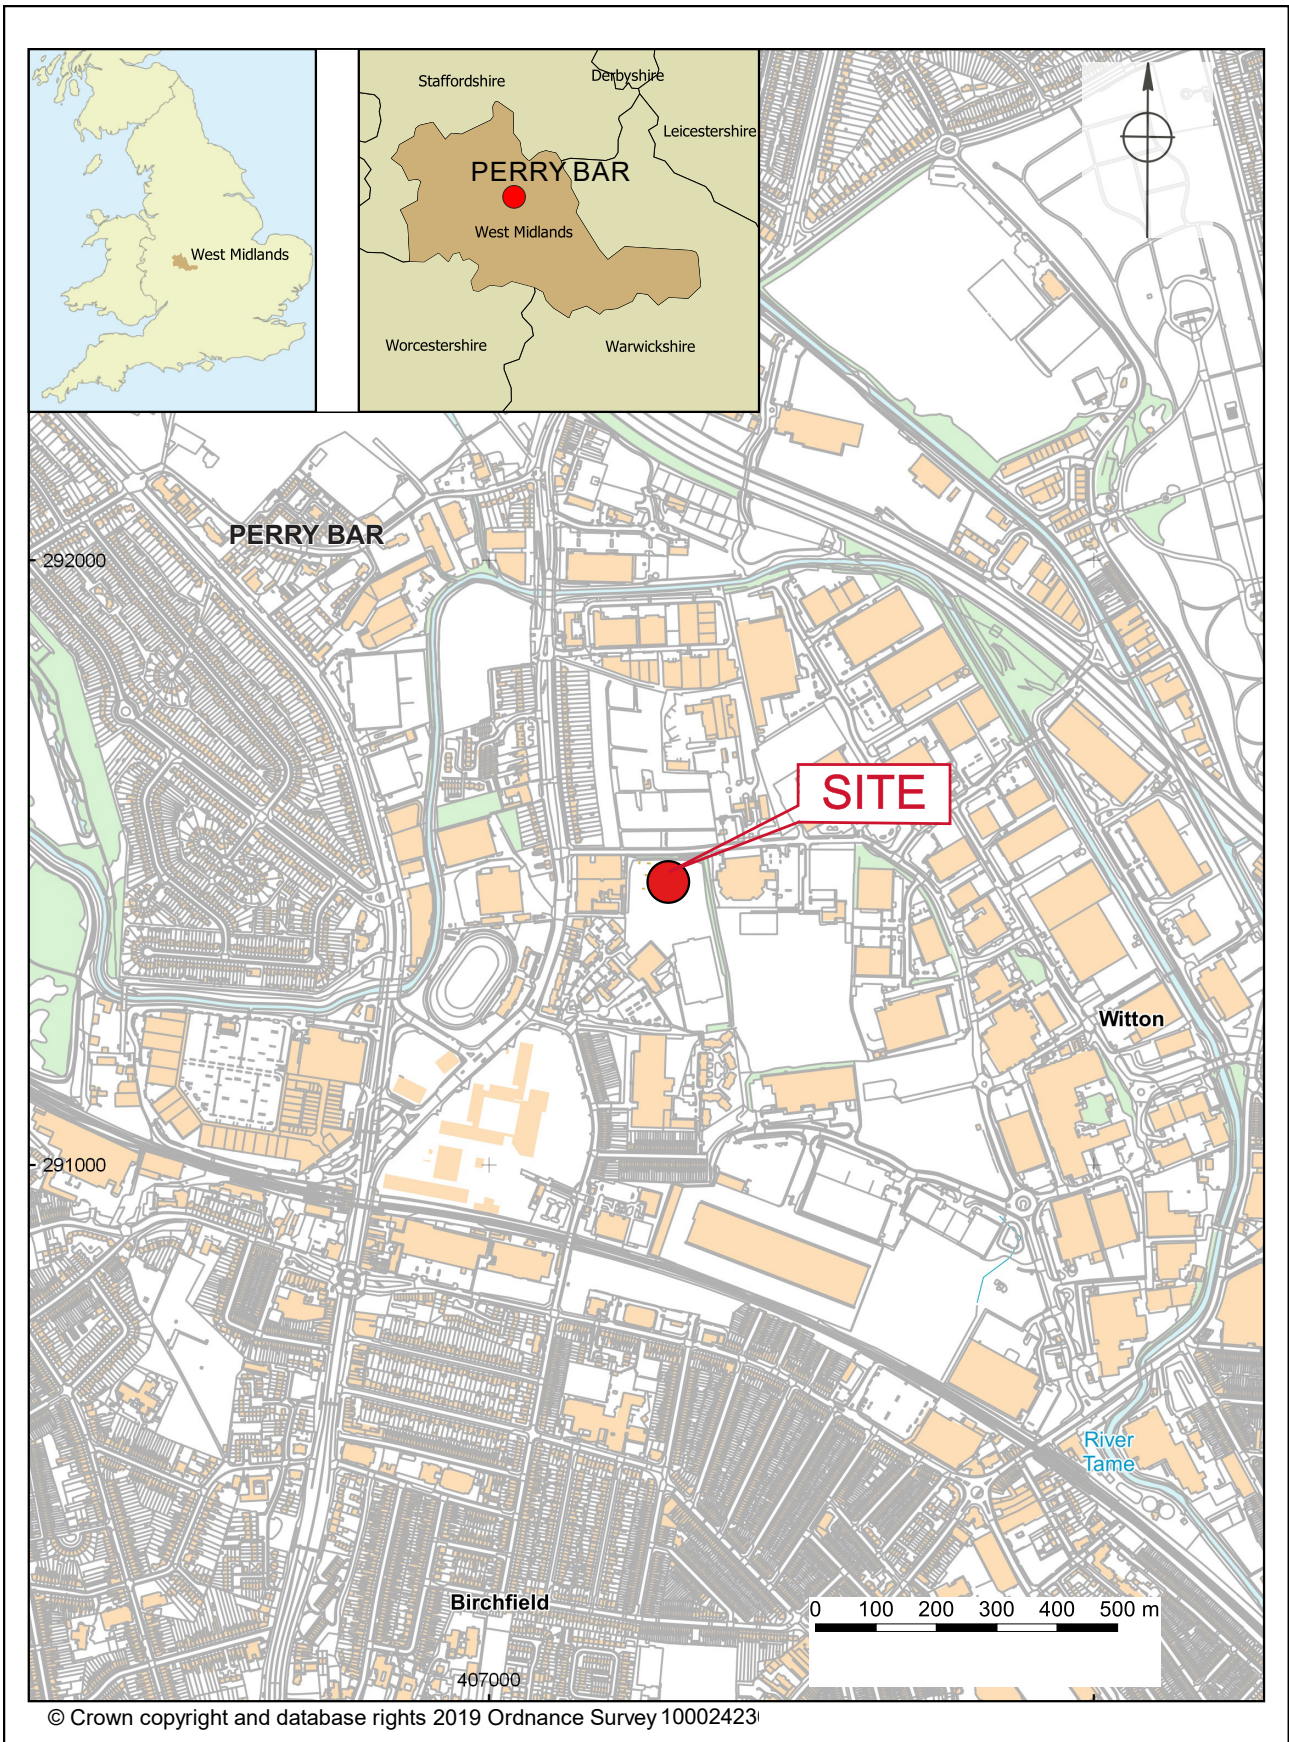 Staffordshire
Derbyshire
Leicestershire
PERRY BAR
West Midlands
West Midlands
Worcestershire
Warwickshire
PERRY BAR
292000
SITE
Witton
291000
River
Tame
Birchfield
0 100 200 300 400 500 m
407000
© Crown copyright and database rights 2019 Ordnance Survey